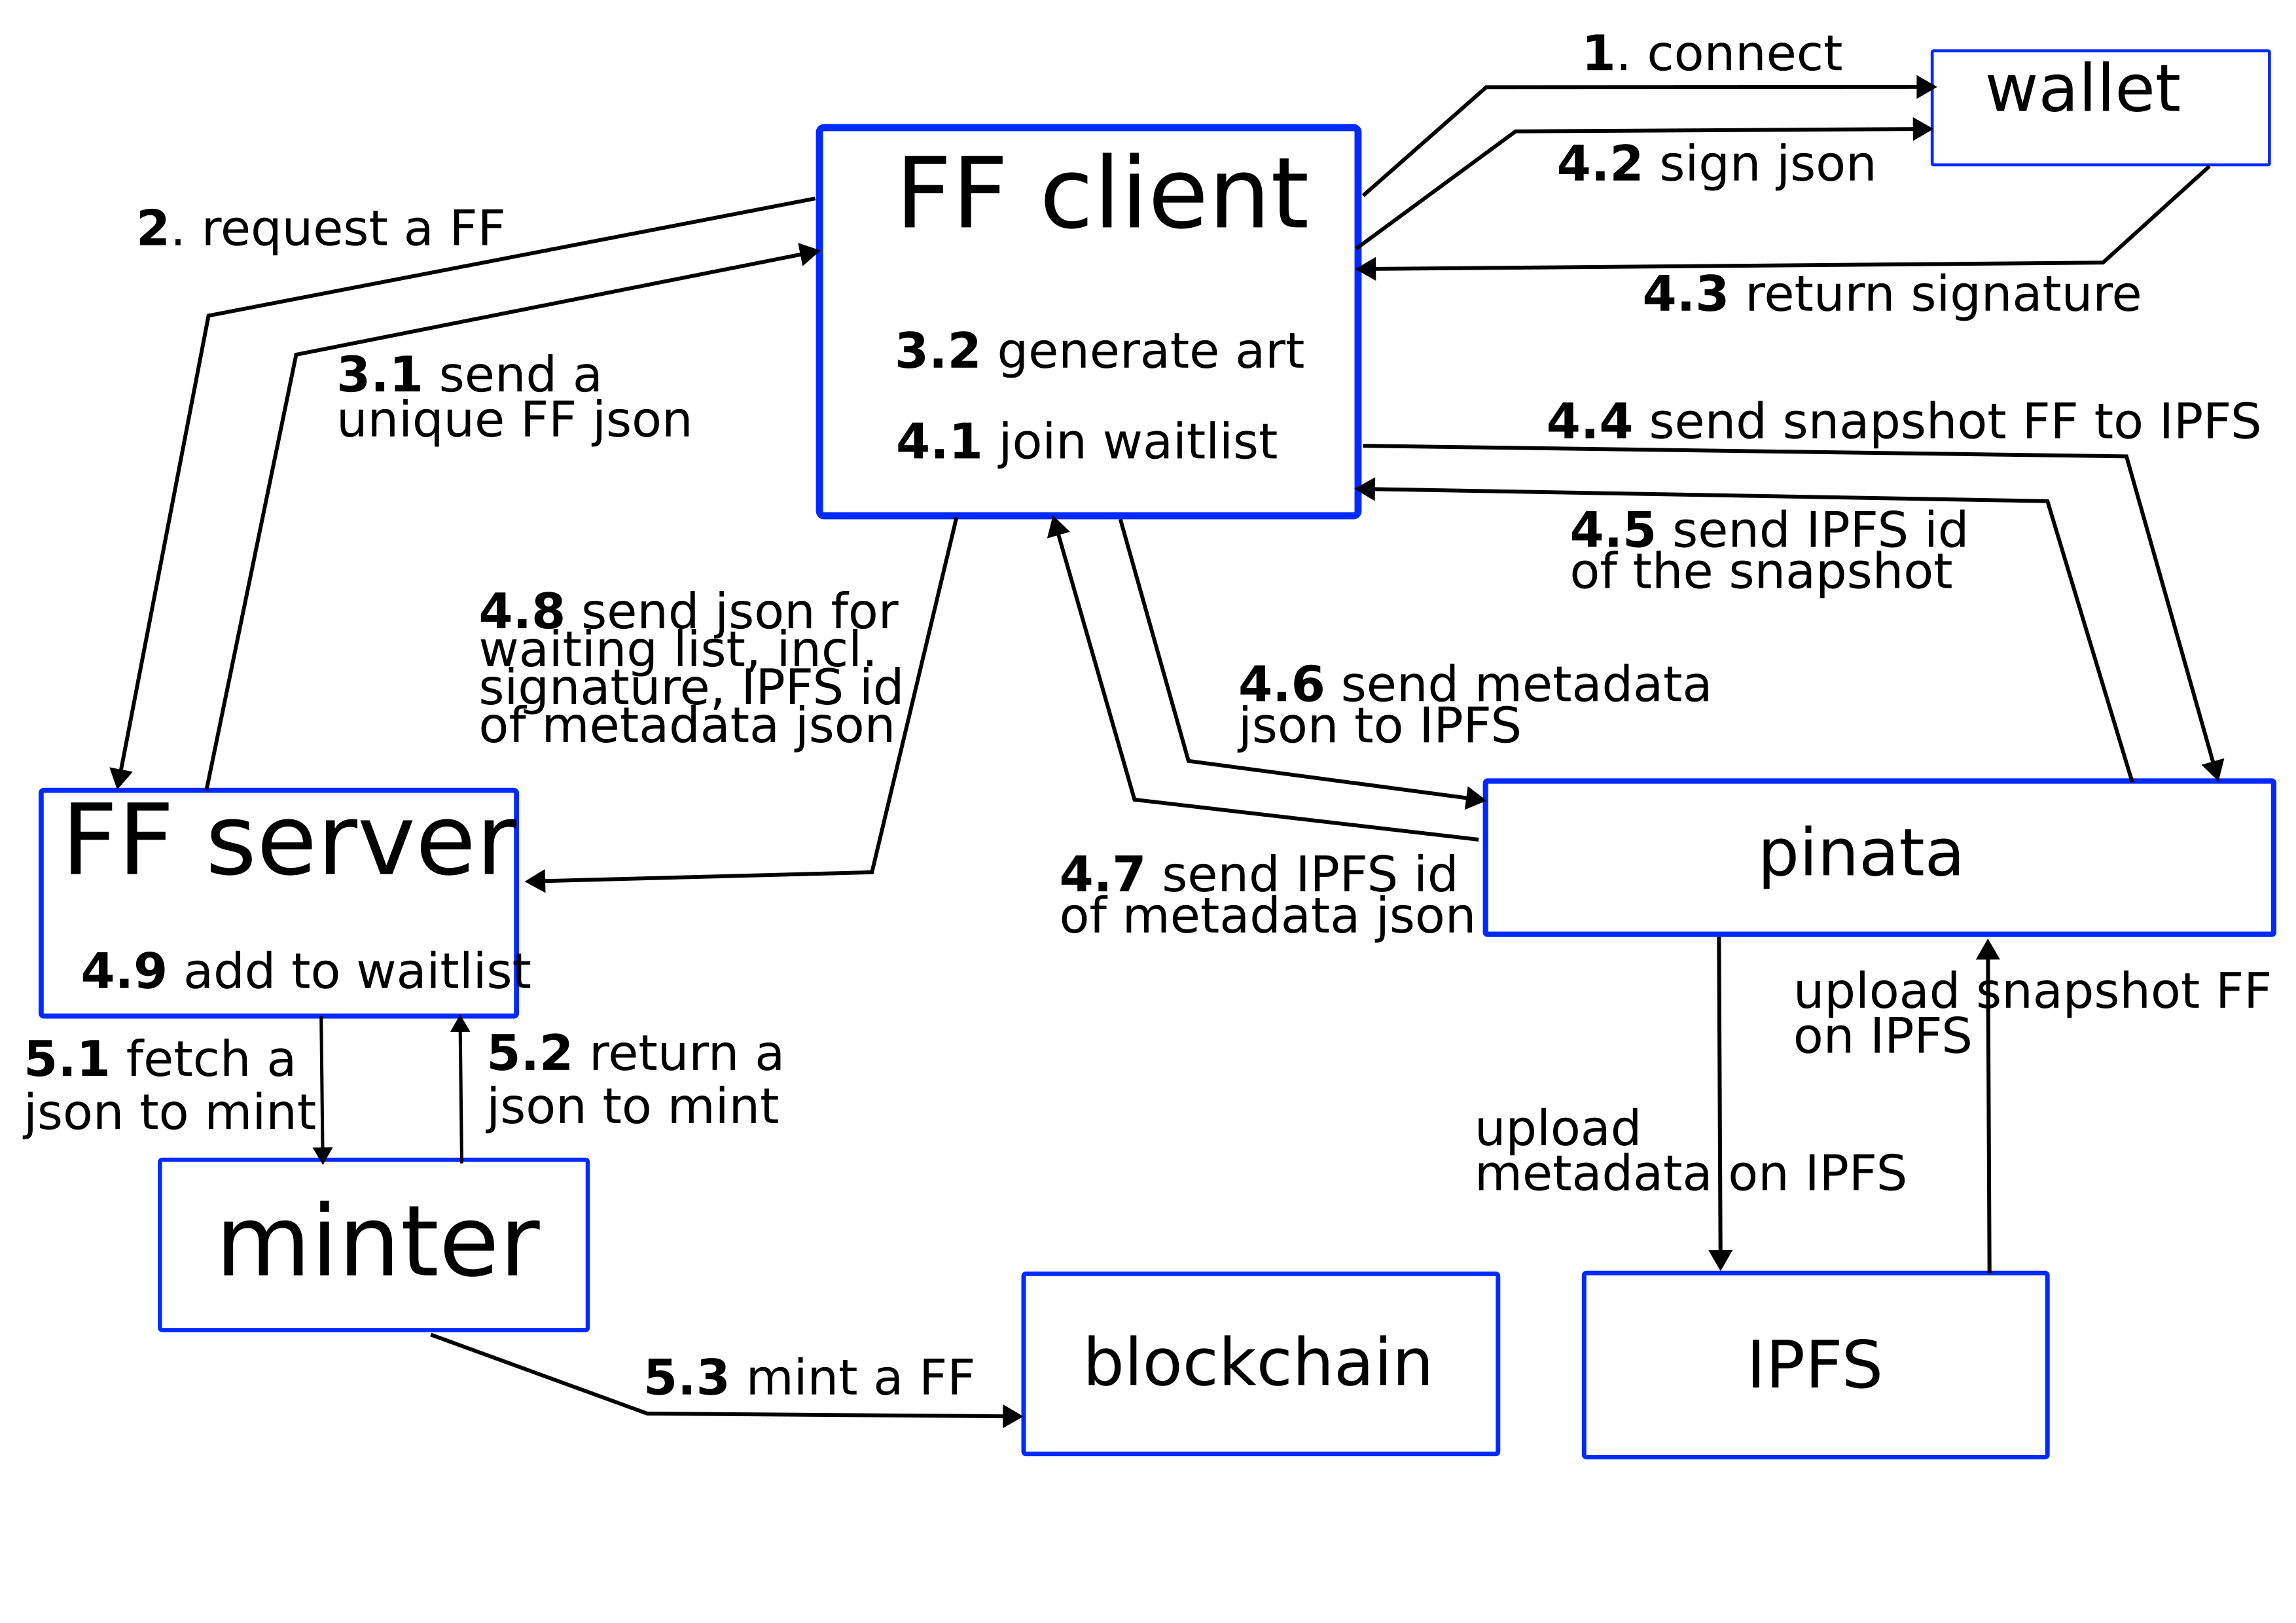 1. connect
wallet
4.2 sign json
4.3 return signature
FF client
3.2 generate art
4.1 join waitlist
2. request a FF
3.1 send a
unique FF json
4.4 send snapshot FF to IPFS
4.5 send IPFS id
of the snapshot
4.8 send json for
waiting list, incl.
signature, IPFS id
of metadata json
4.6 send metadata
json to IPFS
4.7 send IPFS id
of metadata json
FF server
4.9 add to waitlist
pinata
5.1 fetch a
json to mint
5.2 return a
json to mint
upload snapshot FF
on IPFS
upload
metadata on IPFS
minter
5.3 mint a FF
blockchain
IPFS